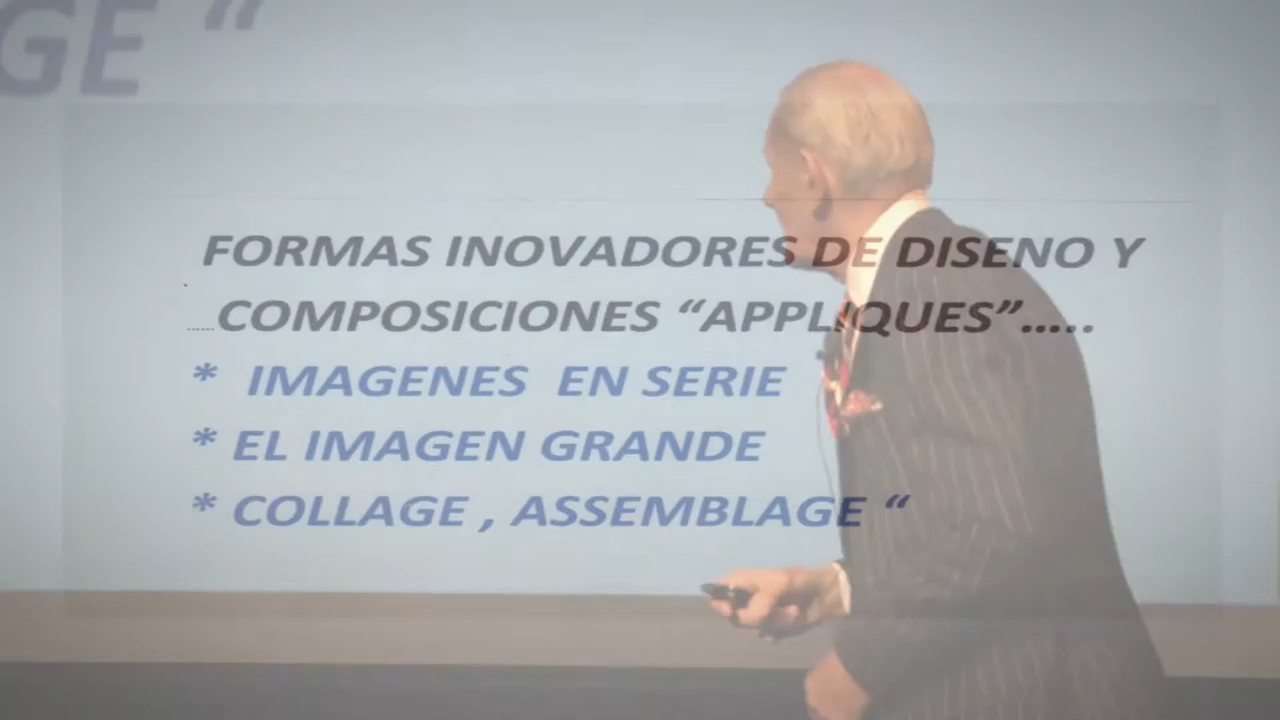 GE “
FORMAS INOVADORES DE DISENO Y
COMPOSICIONES “APPLIQUES”.....
* IMAGENES EN SERIE
* EL IMAGEN GRANDE
* COLLAGE , ASSEMBLAGE “